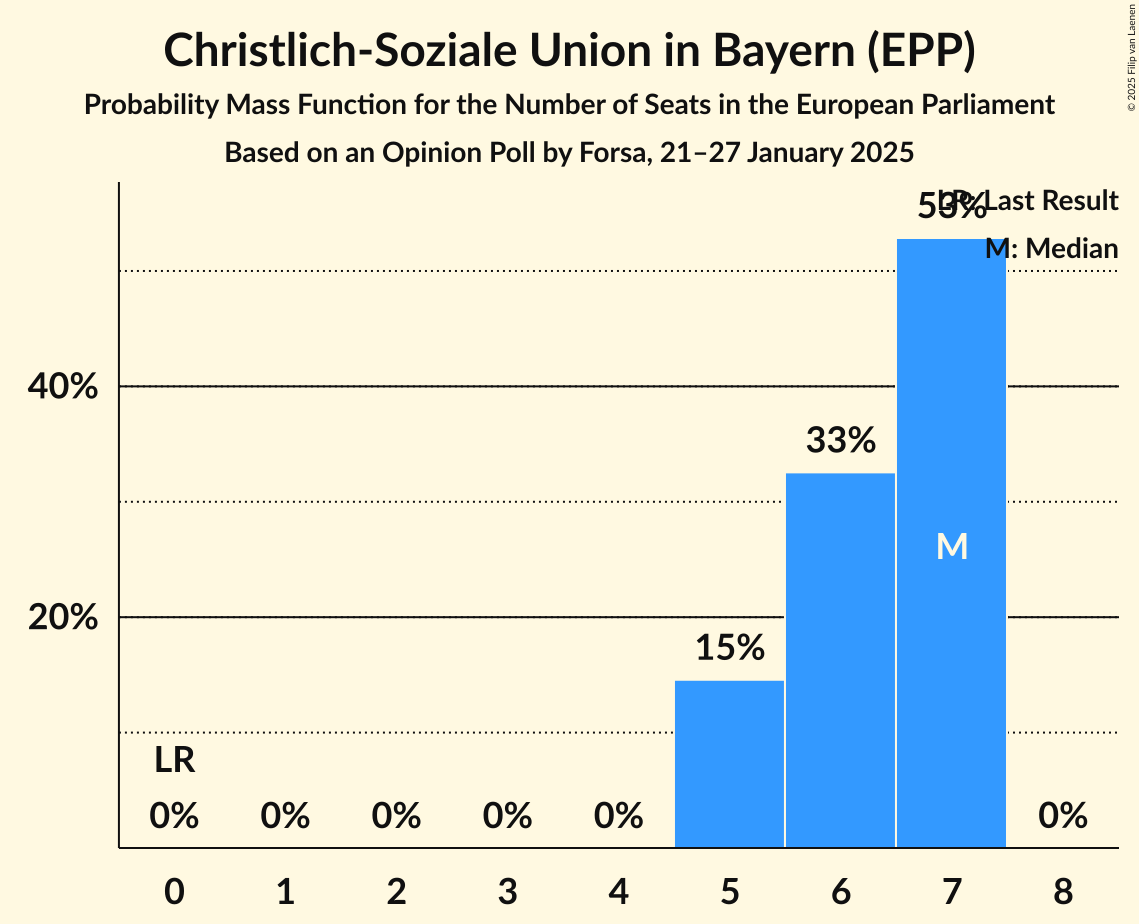 Christlich-Soziale Union in Bayern (EPP)
Probability Mass Function for the Number of Seats in the European Parliament
Based on an Opinion Poll by Forsa, 21–27 January 2025
© 2025 Filip van Laenen
LR: Last Result
M: Median
53%
40%
33%
M
20%
15%
LR
0% 0% 0% 0% 0% 0%
0 1 2 3 4 5 6 7 8